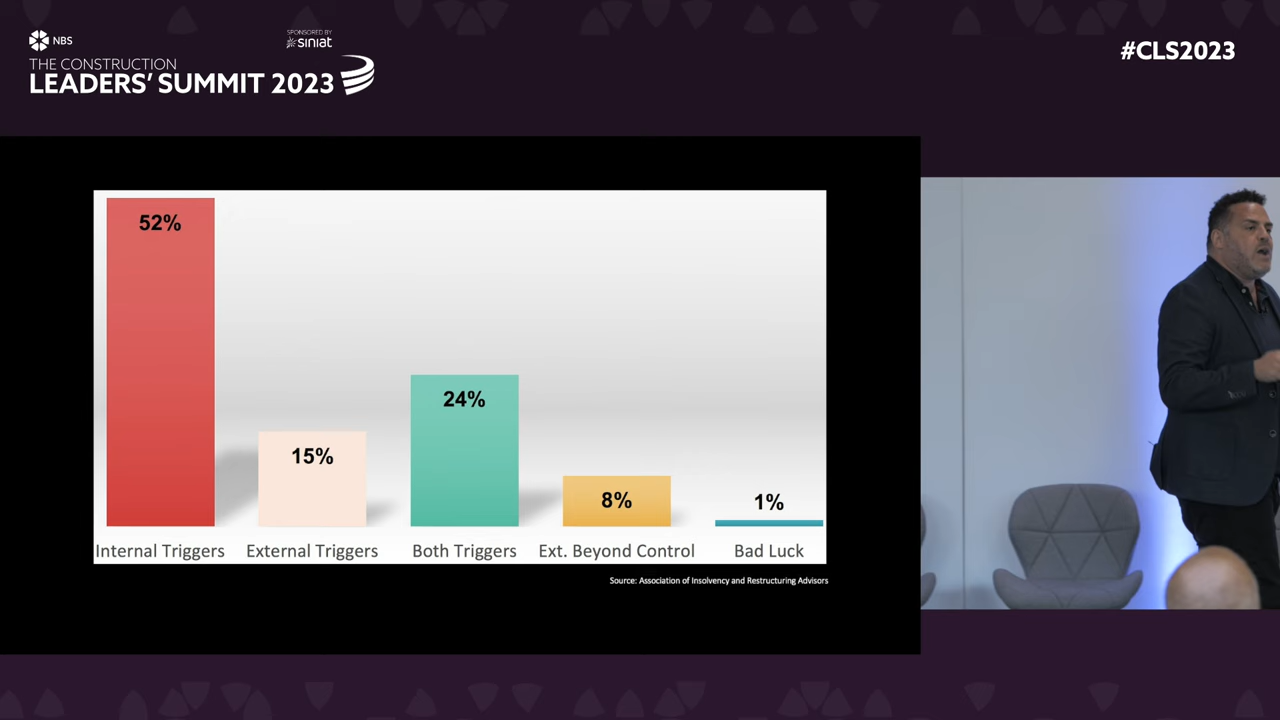 NBS
SPONSORED BY
siniat
THE CONSTRUCTION
LEADERS' SUMMIT 2023
#CLS2023
52%
15%
24%
8%
1%
Internal Triggers
External Triggers
Both Triggers
Ext. Beyond Control
Bad Luck
Source: Association of Insolvency and Restructuring Advisors